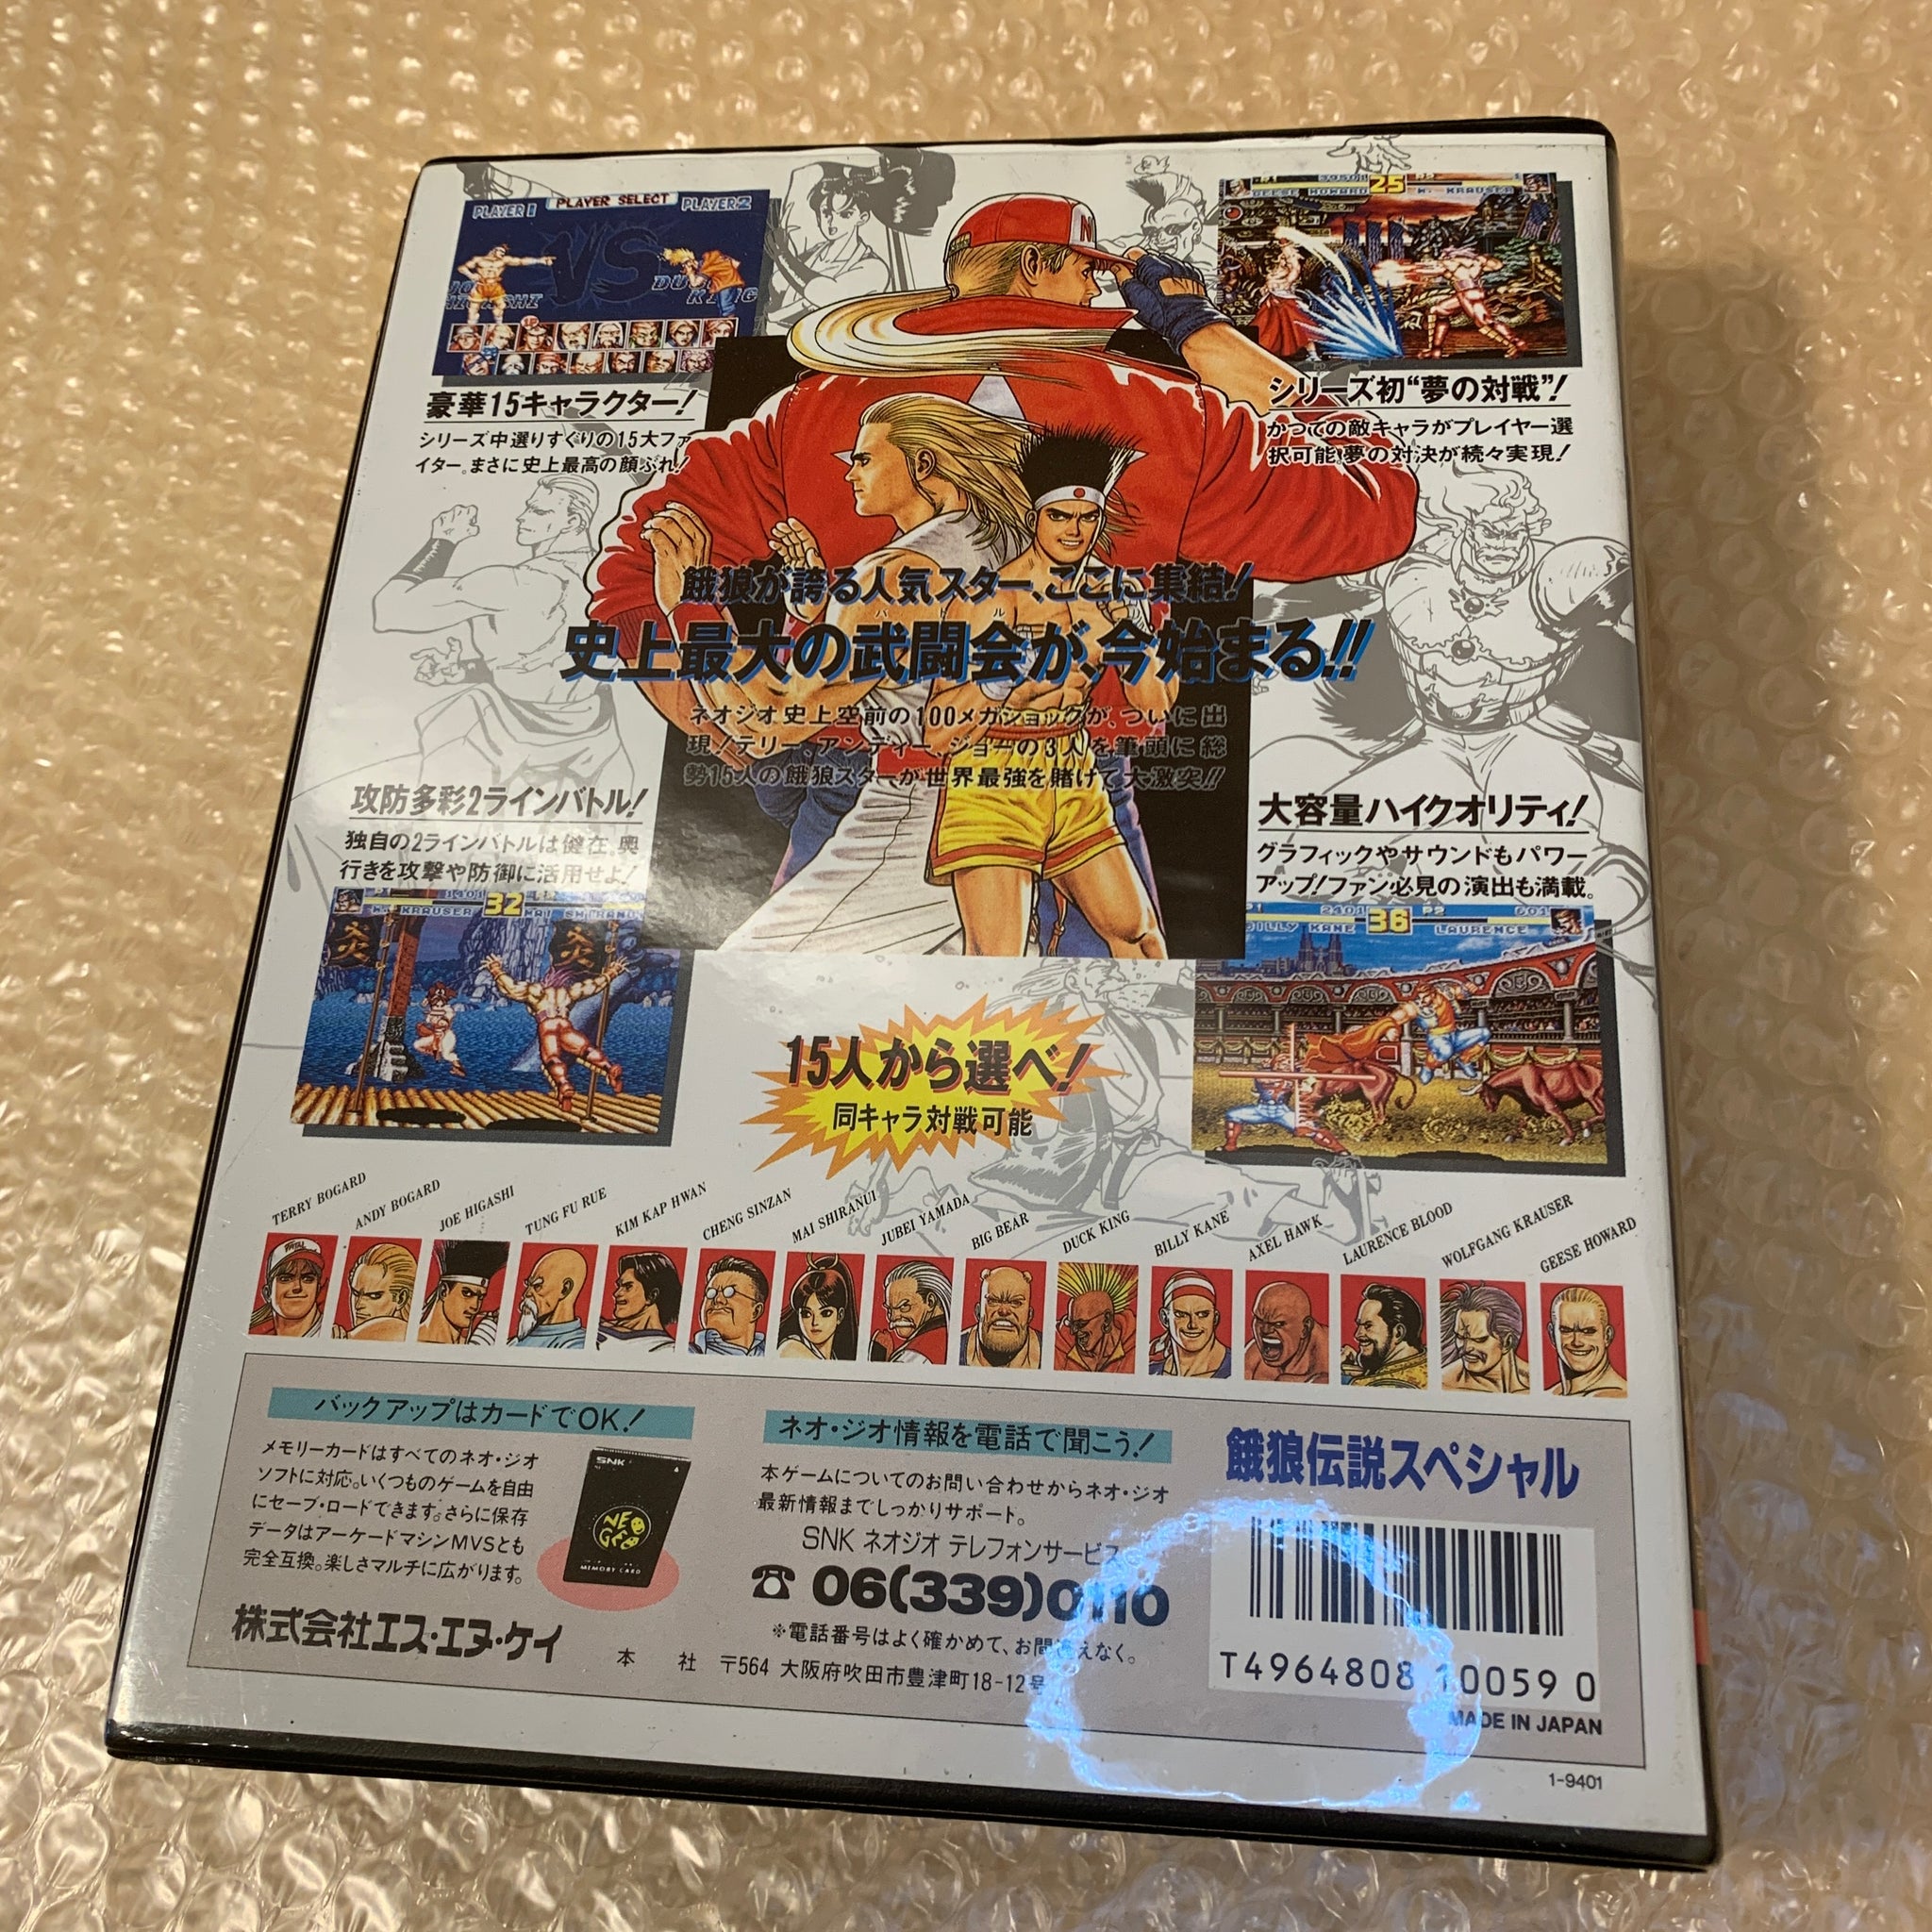 PLAYER 1 PLAYER SELECT PLAYER 2
VS
DUCK KING
豪華15キャラクター!
シリーズ中選りすぐりの15大ファ
イター。まさに史上最高の顔ぶれ!
N
GEESE HOWARD 25 W. KRAUSER
シリーズ初“夢の対戦”!
かつての敵キャラがプレイヤー選
択可能。夢の対決が続々実現!
餓狼が誇る人気スター、ここに集結!
バトル
史上最大の武闘会が、今始まる!!
ネオジオ史上空前の100メガショックが、ついに出
現!テリー、アンディー、ジョーの3人を筆頭に総
勢15人の餓狼スターが世界最強を賭けて大激突!!
攻防多彩2ラインバトル!
独自の2ラインバトルは健在。奥
行きを攻撃や防御に活用せよ!
W. KRAUSER 32 MAI SHIRANUI
大容量ハイクオリティ!
グラフィックやサウンドもパワー
アップ!ファン必見の演出も満載。
2401 P2 601
BILLY KANE 36 LAURENCE
15人から選べ!
同キャラ対戦可能
TERRY BOGARD
ANDY BOGARD
JOE HIGASHI
TUNG FU RUE
KIM KAP HWAN
CHENG SINZAN
MAI SHIRANUI
JUBEI YAMADA
BIG BEAR
DUCK KING
BILLY KANE
AXEL HAWK
LAURENCE BLOOD
WOLFGANG KRAUSER
GEESE HOWARD
バックアップはカードでOK!
メモリーカードはすべてのネオ・ジオ
ソフトに対応。いくつものゲームを自由
にセーブ・ロードできます。さらに保存
データはアーケードマシンMVSとも
完全互換。楽しさマルチに広がります。
SNK
NEO GEO
MEMORY CARD
株式会社エス・エヌ・ケイ
ネオ・ジオ情報を電話で聞こう!
本ゲームについてのお問い合わせからネオ・ジオ
最新情報までしっかりサポート。
SNK ネオジオ テレフォンサービス
☎ 06(339)0110
※電話番号はよく確かめて、お間違えなく。
本 社 〒564 大阪府吹田市豊津町18-12号
餓狼伝説スペシャル
T4964808 10059 0
MADE IN JAPAN
1-9401